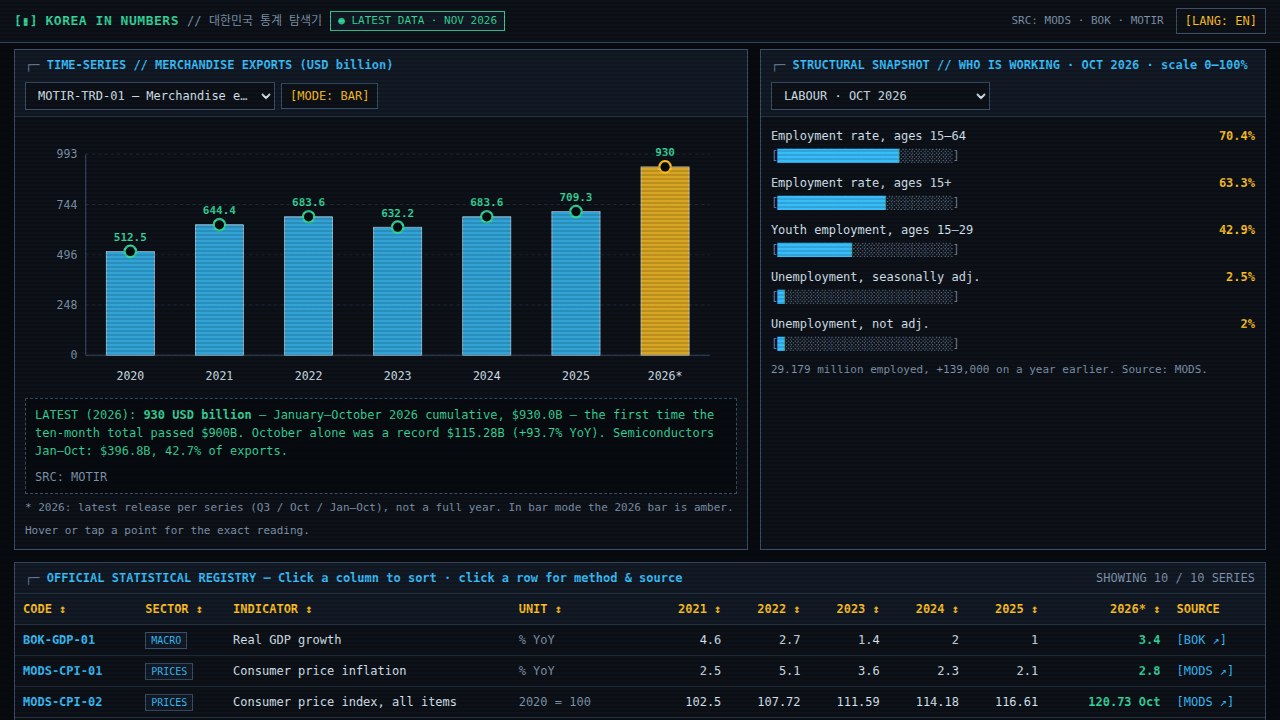 [▮] KOREA IN NUMBERS // 대한민국 통계 탐색기 ● LATEST DATA · NOV 2026
SRC: MODS · BOK · MOTIR [LANG: EN]
┌─ TIME-SERIES // MERCHANDISE EXPORTS (USD billion)
MOTIR-TRD-01 — Merchandise e… [MODE: BAR]
993
744
496
248
0
512.5
644.4
683.6
632.2
683.6
709.3
930
2020 2021 2022 2023 2024 2025 2026*
LATEST (2026): 930 USD billion — January–October 2026 cumulative, $930.0B — the first time the
ten-month total passed $900B. October alone was a record $115.28B (+93.7% YoY). Semiconductors
Jan–Oct: $396.8B, 42.7% of exports.
SRC: MOTIR
* 2026: latest release per series (Q3 / Oct / Jan–Oct), not a full year. In bar mode the 2026 bar is amber.
Hover or tap a point for the exact reading.
┌─ STRUCTURAL SNAPSHOT // WHO IS WORKING · OCT 2026 · scale 0–100%
LABOUR · OCT 2026
Employment rate, ages 15–64 70.4%
Employment rate, ages 15+ 63.3%
Youth employment, ages 15–29 42.9%
Unemployment, seasonally adj. 2.5%
Unemployment, not adj. 2%
29.179 million employed, +139,000 on a year earlier. Source: MODS.
┌─ OFFICIAL STATISTICAL REGISTRY — Click a column to sort · click a row for method & source SHOWING 10 / 10 SERIES
CODE ↕ SECTOR ↕ INDICATOR ↕ UNIT ↕ 2021 ↕ 2022 ↕ 2023 ↕ 2024 ↕ 2025 ↕ 2026* ↕ SOURCE
BOK-GDP-01 MACRO Real GDP growth % YoY 4.6 2.7 1.4 2 1 3.4 [BOK ↗]
MODS-CPI-01 PRICES Consumer price inflation % YoY 2.5 5.1 3.6 2.3 2.1 2.8 [MODS ↗]
MODS-CPI-02 PRICES Consumer price index, all items 2020 = 100 102.5 107.72 111.59 114.18 116.61 120.73 Oct [MODS ↗]